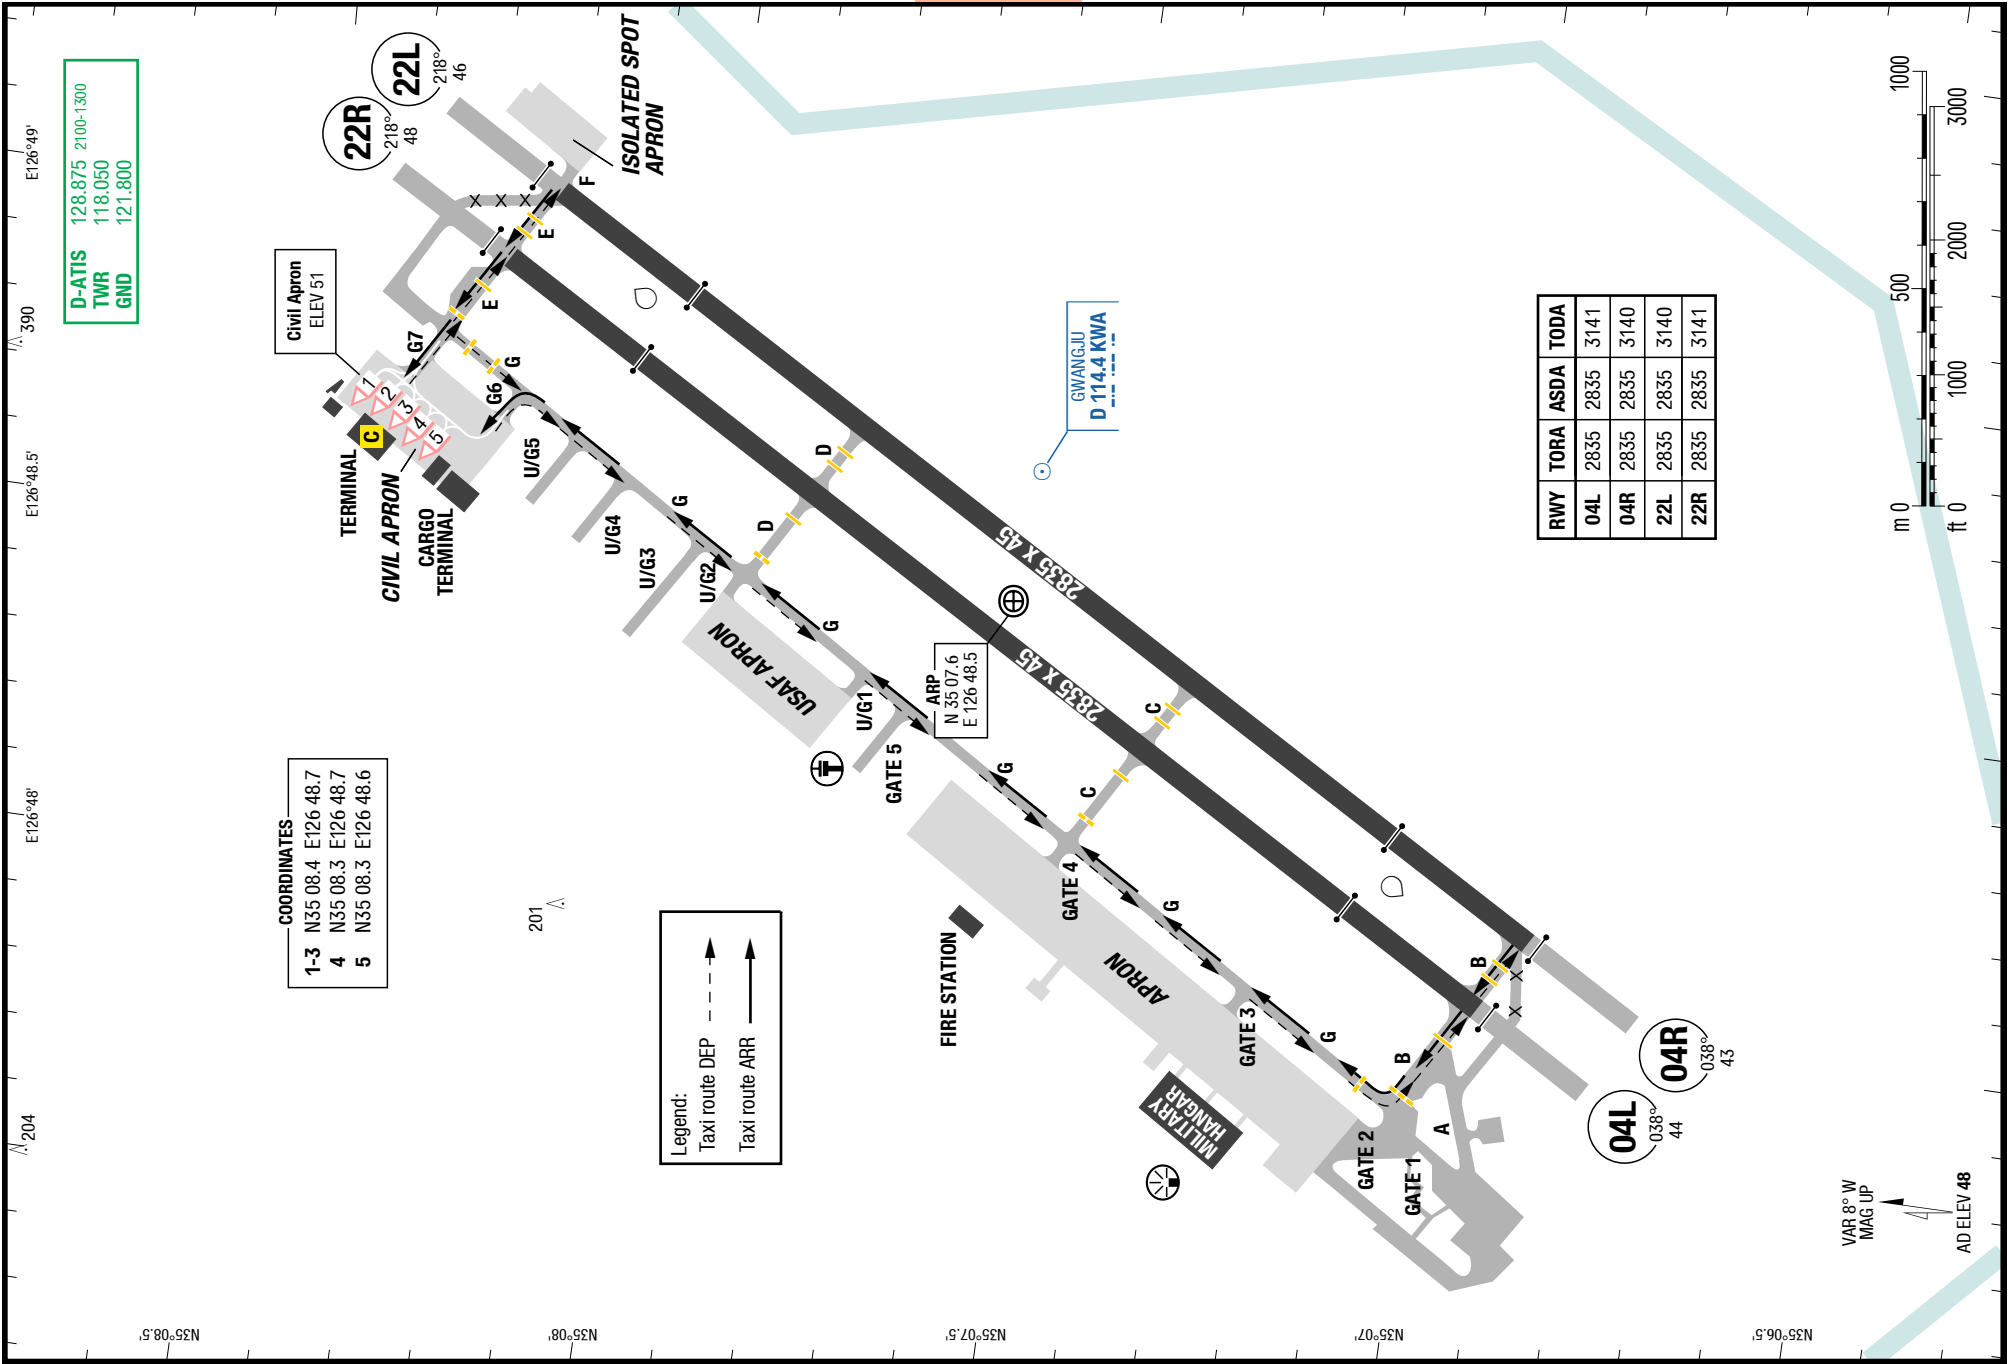 D-ATIS 128.875 2100-1300
TWR 118.050
GND 121.800
E126°49'
E126°48.5'
E126°48'
390
201
204
22R
218°
48
22L
218°
46
ISOLATED SPOT
APRON
Civil Apron
ELEV 51
F
E
E
G7
G
G6
1
2
3
4
5
C
TERMINAL
CIVIL APRON
CARGO
TERMINAL
U/G5
U/G4
U/G3
U/G2
U/G1
G
D
D
USAF APRON
G
GATE 5
ARP
N 35 07.6
E 126 48.5
2835 X 45
2835 X 45
GWANGJU
D 114.4 KWA
RWY TORA ASDA TODA
04L 2835 2835 3141
04R 2835 2835 3140
22L 2835 2835 3140
22R 2835 2835 3141
m 0 500 1000
ft 0 1000 2000 3000
COORDINATES
1-3 N35 08.4 E126 48.7
4 N35 08.3 E126 48.7
5 N35 08.3 E126 48.6
Legend:
Taxi route DEP
Taxi route ARR
G
C
C
GATE 4
G
FIRE STATION
APRON
GATE 3
G
MILITARY
HANGAR
B
B
A
GATE 2
GATE 1
04L
038°
44
04R
038°
43
VAR 8° W
MAG UP
AD ELEV 48
N35°08.5'
N35°08'
N35°07.5'
N35°07'
N35°06.5'